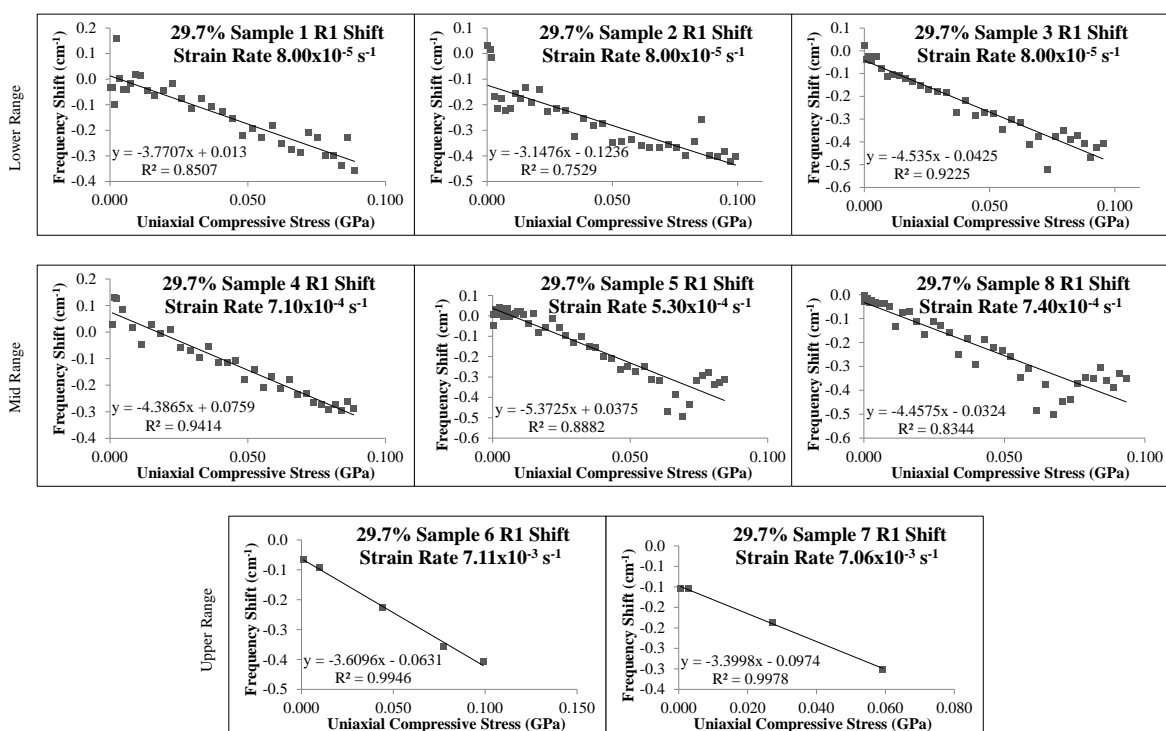 Lower Range
29.7% Sample 1 R1 Shift
Strain Rate 8.00x10⁻⁵ s⁻¹
Frequency Shift (cm⁻¹)
0.2
0.1
0.0
-0.1
-0.2
-0.3
-0.4
y = -3.7707x + 0.013
R² = 0.8507
0.000 0.050 0.100
Uniaxial Compressive Stress (GPa)
29.7% Sample 2 R1 Shift
Strain Rate 8.00x10⁻⁵ s⁻¹
Frequency Shift (cm⁻¹)
0.1
0.0
-0.1
-0.2
-0.3
-0.4
-0.5
y = -3.1476x - 0.1236
R² = 0.7529
0.000 0.050 0.100
Uniaxial Compressive Stress (GPa)
29.7% Sample 3 R1 Shift
Strain Rate 8.00x10⁻⁵ s⁻¹
Frequency Shift (cm⁻¹)
0.1
0.0
-0.1
-0.2
-0.3
-0.4
-0.5
-0.6
y = -4.535x - 0.0425
R² = 0.9225
0.000 0.050 0.100
Uniaxial Compressive Stress (GPa)
Mid Range
29.7% Sample 4 R1 Shift
Strain Rate 7.10x10⁻⁴ s⁻¹
Frequency Shift (cm⁻¹)
0.2
0.1
0.0
-0.1
-0.2
-0.3
-0.4
y = -4.3865x + 0.0759
R² = 0.9414
0.000 0.050 0.100
Uniaxial Compressive Stress (GPa)
29.7% Sample 5 R1 Shift
Strain Rate 5.30x10⁻⁴ s⁻¹
Frequency Shift (cm⁻¹)
0.1
0.0
-0.1
-0.2
-0.3
-0.4
-0.5
-0.6
y = -5.3725x + 0.0375
R² = 0.8882
0.000 0.050 0.100
Uniaxial Compressive Stress (GPa)
29.7% Sample 8 R1 Shift
Strain Rate 7.40x10⁻⁴ s⁻¹
Frequency Shift (cm⁻¹)
0.0
-0.1
-0.2
-0.3
-0.4
-0.5
-0.6
y = -4.4575x - 0.0324
R² = 0.8344
0.000 0.050 0.100
Uniaxial Compressive Stress (GPa)
Upper Range
29.7% Sample 6 R1 Shift
Strain Rate 7.11x10⁻³ s⁻¹
Frequency Shift (cm⁻¹)
0.0
-0.1
-0.2
-0.3
-0.4
-0.5
y = -3.6096x - 0.0631
R² = 0.9946
0.000 0.050 0.100 0.150
Uniaxial Compressive Stress (GPa)
29.7% Sample 7 R1 Shift
Strain Rate 7.06x10⁻³ s⁻¹
Frequency Shift (cm⁻¹)
0.0
-0.1
-0.1
-0.2
-0.2
-0.3
-0.3
-0.4
y = -3.3998x - 0.0974
R² = 0.9978
0.000 0.020 0.040 0.060 0.080
Uniaxial Compressive Stress (GPa)